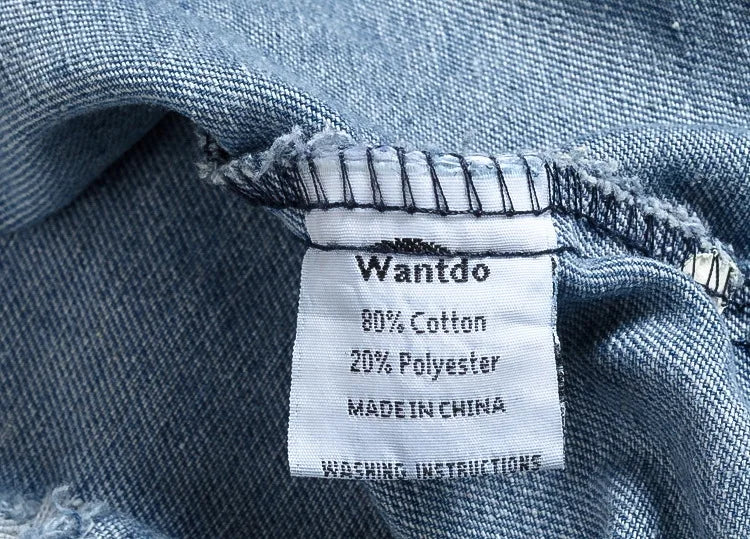 Wantdo
80% Cotton
20% Polyester
MADE IN CHINA
WASHING INSTRUCTIONS